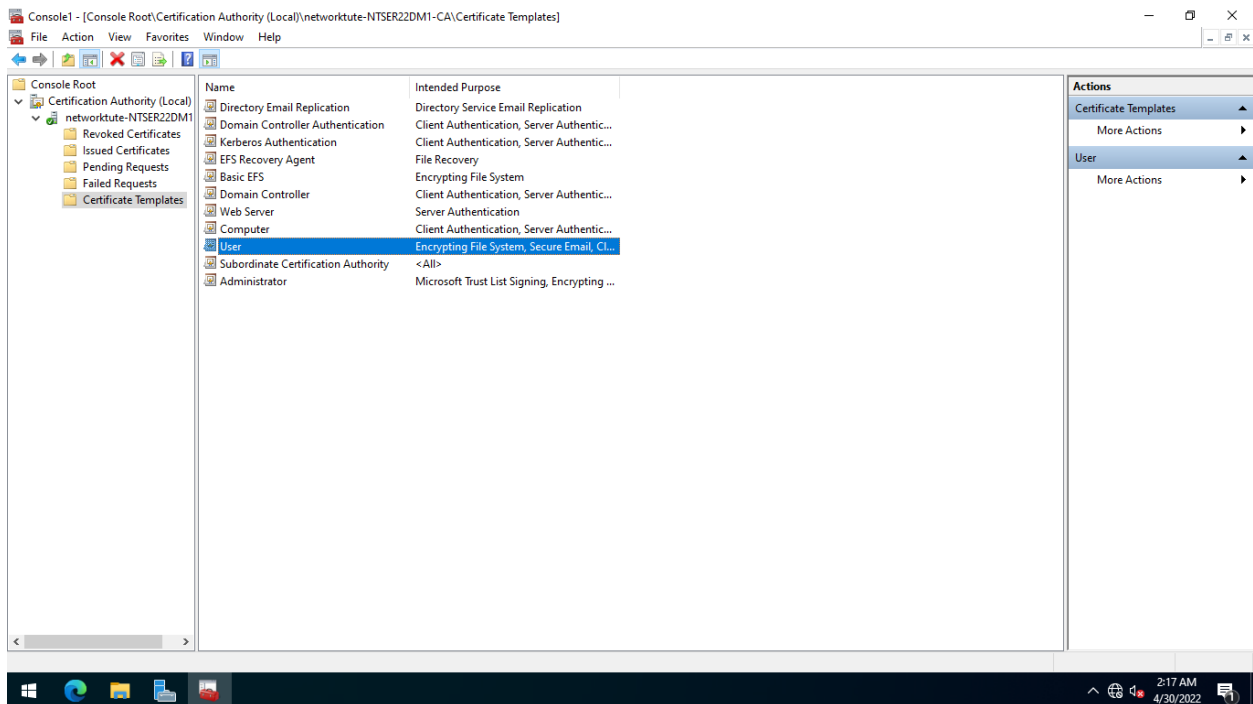 Console1 - [Console Root\Certification Authority (Local)\networktute-NTSER22DM1-CA\Certificate Templates]
File Action View Favorites Window Help
Console Root
Certification Authority (Local)
networktute-NTSER22DM1
Revoked Certificates
Issued Certificates
Pending Requests
Failed Requests
Certificate Templates
Name Intended Purpose
Directory Email Replication Directory Service Email Replication
Domain Controller Authentication Client Authentication, Server Authentic...
Kerberos Authentication Client Authentication, Server Authentic...
EFS Recovery Agent File Recovery
Basic EFS Encrypting File System
Domain Controller Client Authentication, Server Authentic...
Web Server Server Authentication
Computer Client Authentication, Server Authentic...
User Encrypting File System, Secure Email, Cl...
Subordinate Certification Authority <All>
Administrator Microsoft Trust List Signing, Encrypting ...
Actions
Certificate Templates
More Actions
User
More Actions
2:17 AM
4/30/2022
1